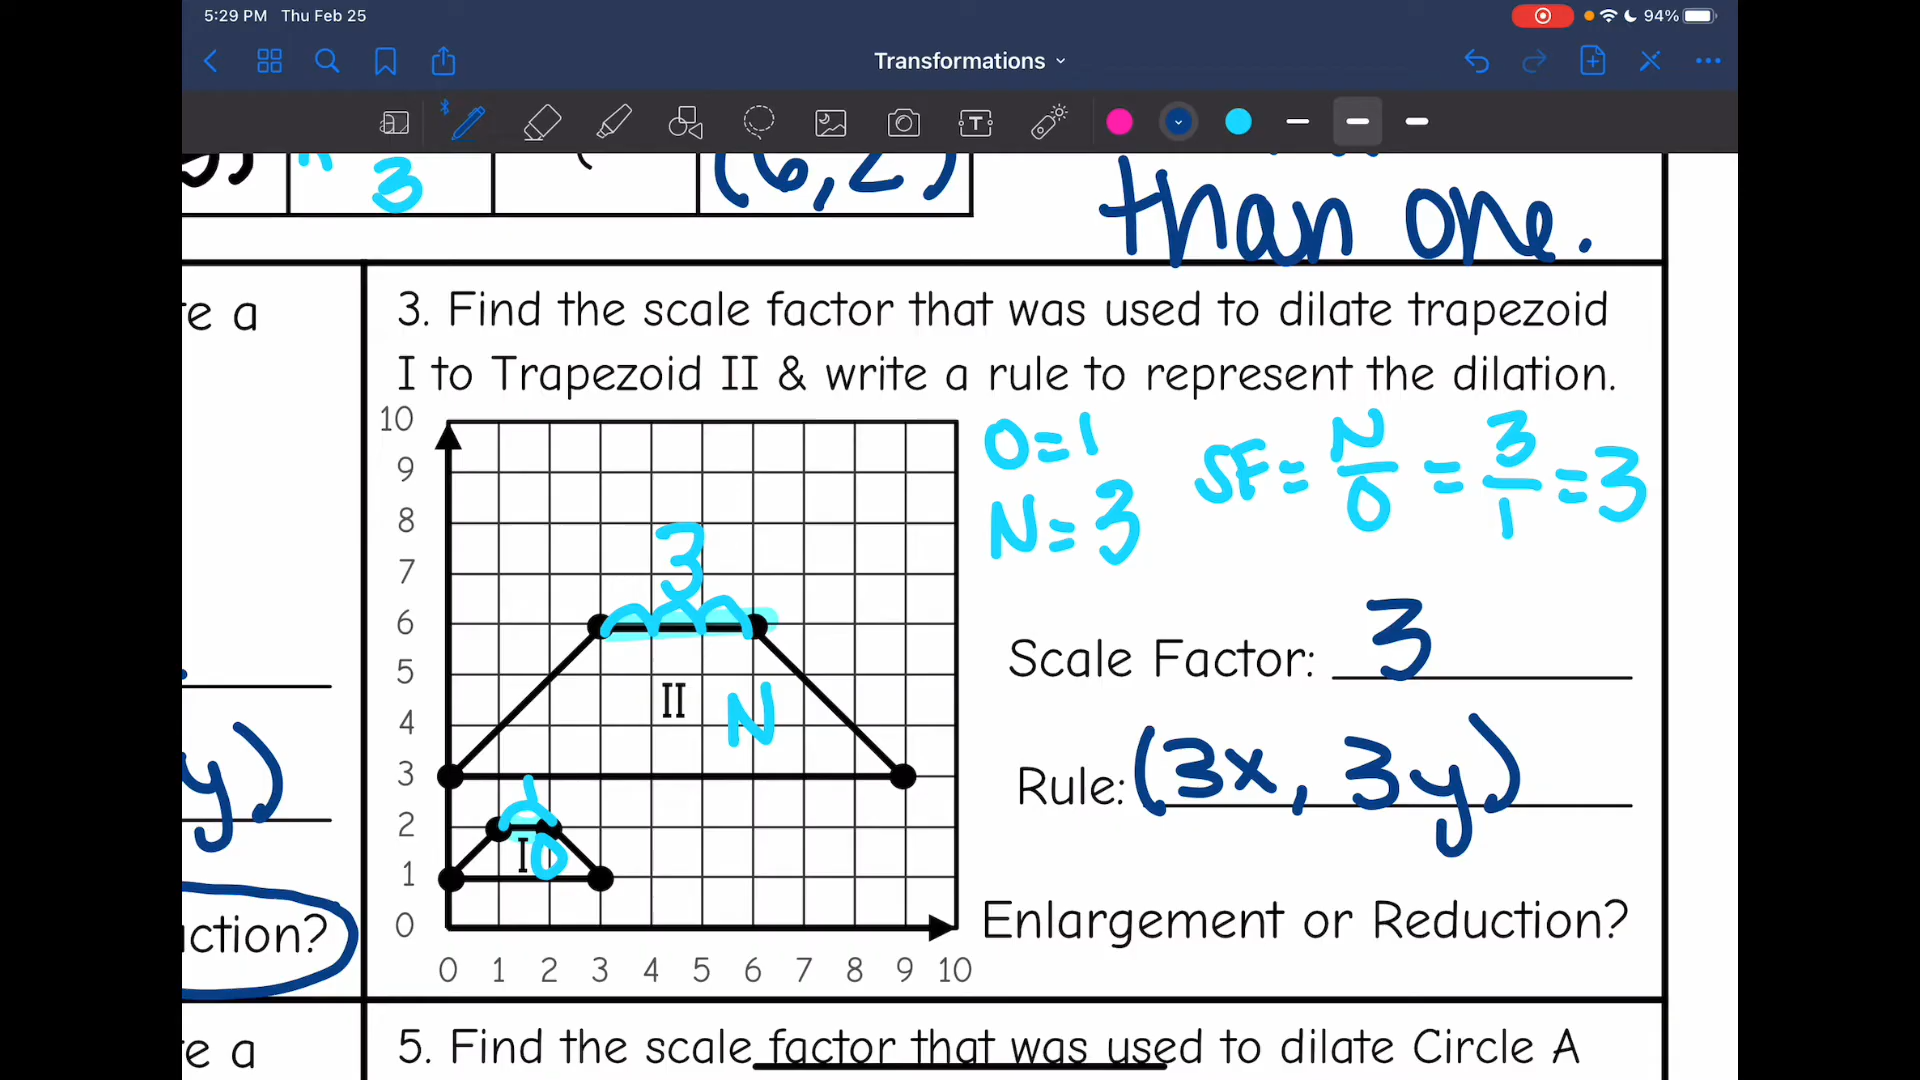 5:29 PM Thu Feb 25
94%
Transformations
3
(6,2)
than one.
3. Find the scale factor that was used to dilate trapezoid
I to Trapezoid II & write a rule to represent the dilation.
re a
O=1
N=3
SF = N/O = 3/1 = 3
10
9
8
7
6
5
4
3
2
1
0
0 1 2 3 4 5 6 7 8 9 10
3
II N
1
I O
Scale Factor: 3
Rule: (3x, 3y)
Enlargement or Reduction?
y)
ction?
re a
5. Find the scale factor that was used to dilate Circle A